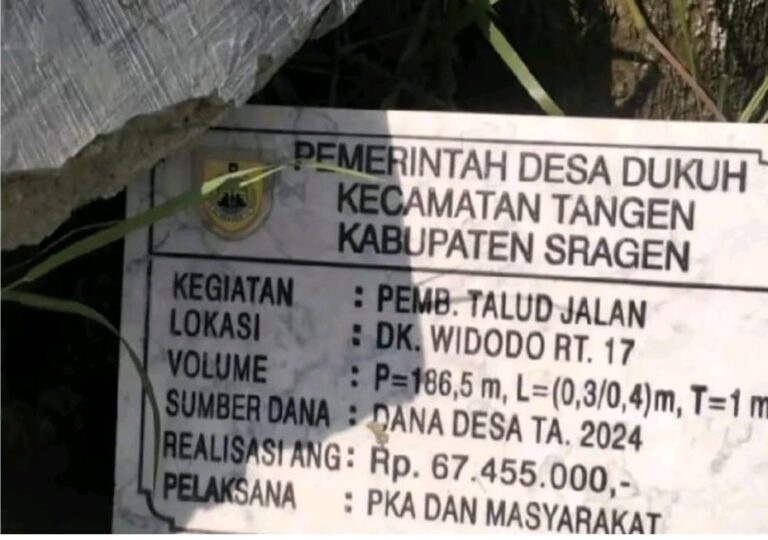 PEMERINTAH DESA DUKUH
KECAMATAN TANGEN
KABUPATEN SRAGEN
KEGIATAN : PEMB. TALUD JALAN
LOKASI : DK. WIDODO RT. 17
VOLUME : P=186,5 m, L=(0,3/0,4)m, T=1 m
SUMBER DANA : DANA DESA TA. 2024
REALISASI ANG : Rp. 67.455.000,-
PELAKSANA : PKA DAN MASYARAKAT